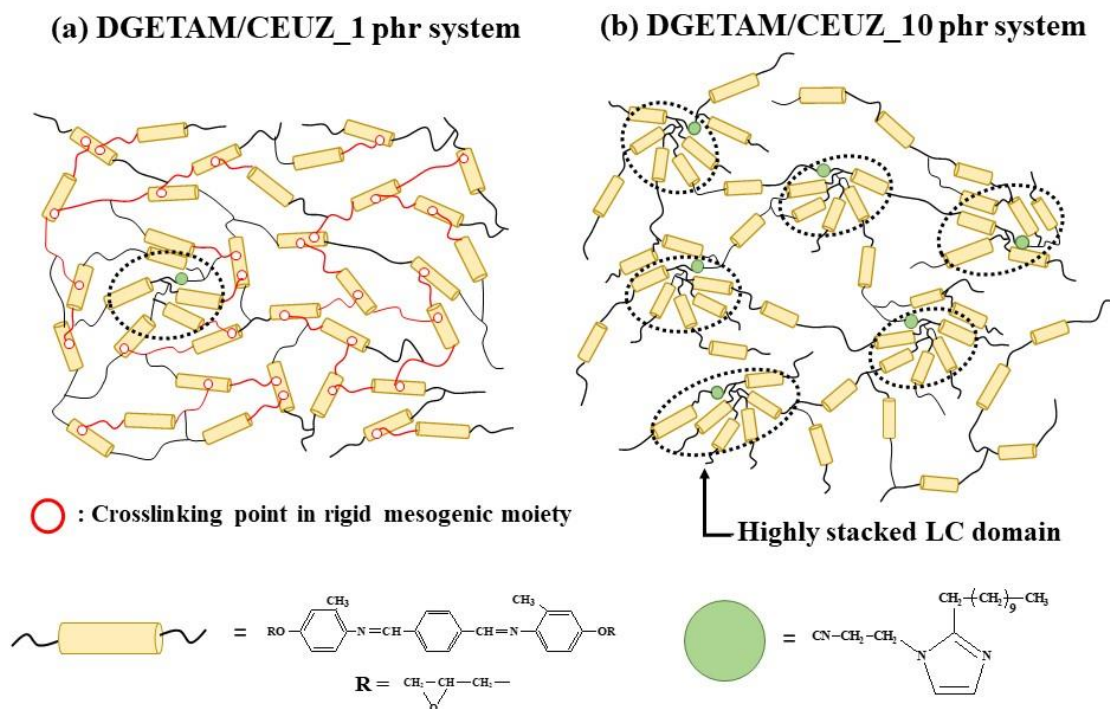 (a) DGETAM/CEUZ_1 phr system
(b) DGETAM/CEUZ_10 phr system
: Crosslinking point in rigid mesogenic moiety
Highly stacked LC domain
=
CH₃
RO
N=CH
CH=N
CH₃
OR
R = CH₂—CH—CH₂—
O
=
CN—CH₂—CH₂
CH₂—(CH₂)₉—CH₃
N
N